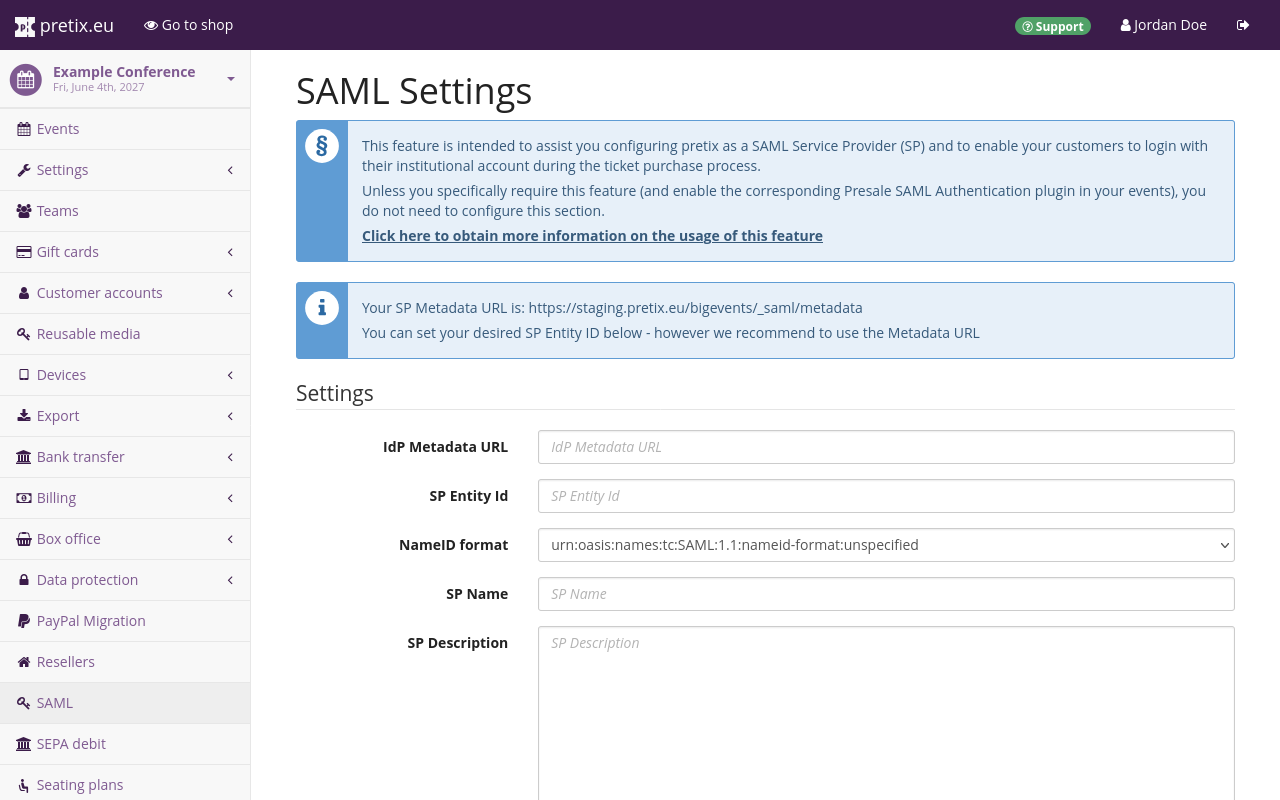 pretix.eu
Go to shop
Support
Jordan Doe
Example Conference
Fri, June 4th, 2027
Events
Settings
Teams
Gift cards
Customer accounts
Reusable media
Devices
Export
Bank transfer
Billing
Box office
Data protection
PayPal Migration
Resellers
SAML
SEPA debit
Seating plans
SAML Settings
§
This feature is intended to assist you configuring pretix as a SAML Service Provider (SP) and to enable your customers to login with
their institutional account during the ticket purchase process.
Unless you specifically require this feature (and enable the corresponding Presale SAML Authentication plugin in your events), you
do not need to configure this section.
Click here to obtain more information on the usage of this feature
Your SP Metadata URL is: https://staging.pretix.eu/bigevents/_saml/metadata
You can set your desired SP Entity ID below - however we recommend to use the Metadata URL
Settings
IdP Metadata URL
IdP Metadata URL
SP Entity Id
SP Entity Id
NameID format
urn:oasis:names:tc:SAML:1.1:nameid-format:unspecified
SP Name
SP Name
SP Description
SP Description